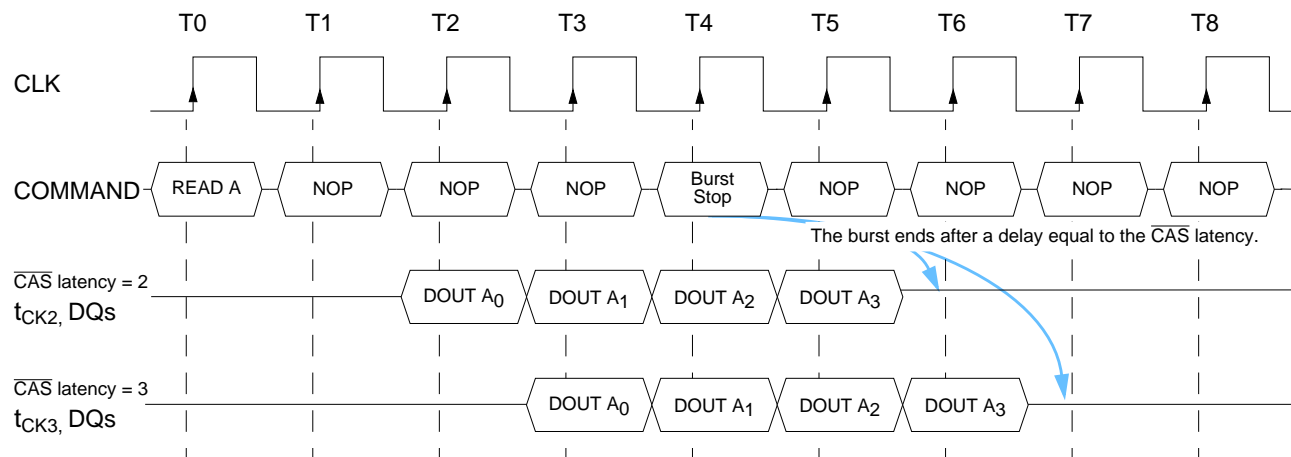 T0 T1 T2 T3 T4 T5 T6 T7 T8
CLK
COMMAND READ A NOP NOP NOP Burst Stop NOP NOP NOP NOP
The burst ends after a delay equal to the CAS latency.
CAS latency = 2
tCK2, DQs DOUT A0 DOUT A1 DOUT A2 DOUT A3
CAS latency = 3
tCK3, DQs DOUT A0 DOUT A1 DOUT A2 DOUT A3